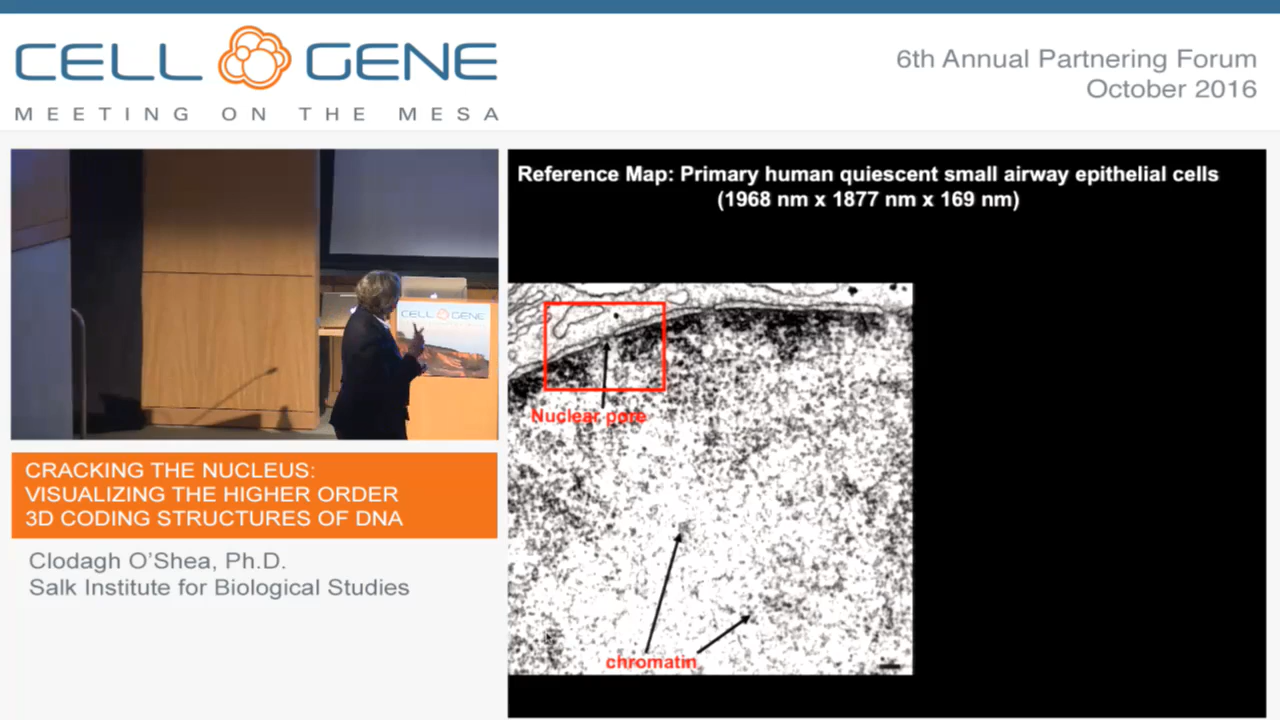 CELL GENE
MEETING ON THE MESA
6th Annual Partnering Forum
October 2016
CELL GENE
CRACKING THE NUCLEUS:
VISUALIZING THE HIGHER ORDER
3D CODING STRUCTURES OF DNA
Clodagh O'Shea, Ph.D.
Salk Institute for Biological Studies
Reference Map: Primary human quiescent small airway epithelial cells
(1968 nm x 1877 nm x 169 nm)
Nuclear pore
chromatin